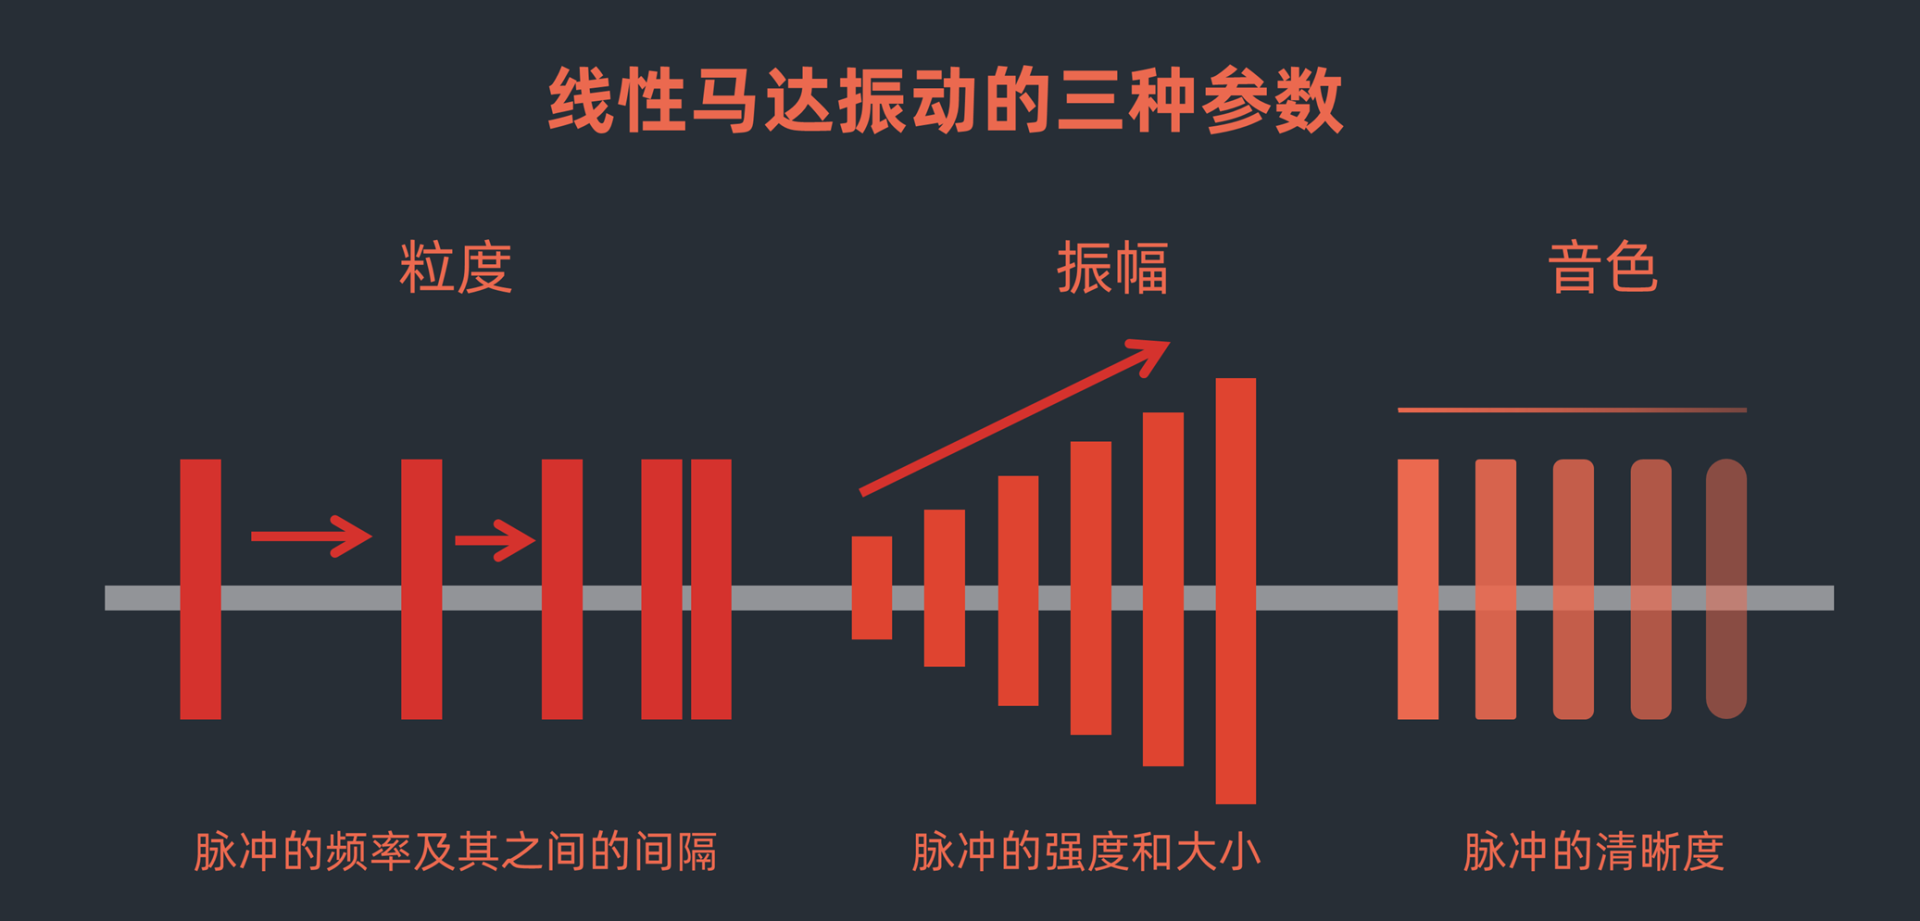 线性马达振动的三种参数
粒度
振幅
音色
脉冲的频率及其之间的间隔
脉冲的强度和大小
脉冲的清晰度